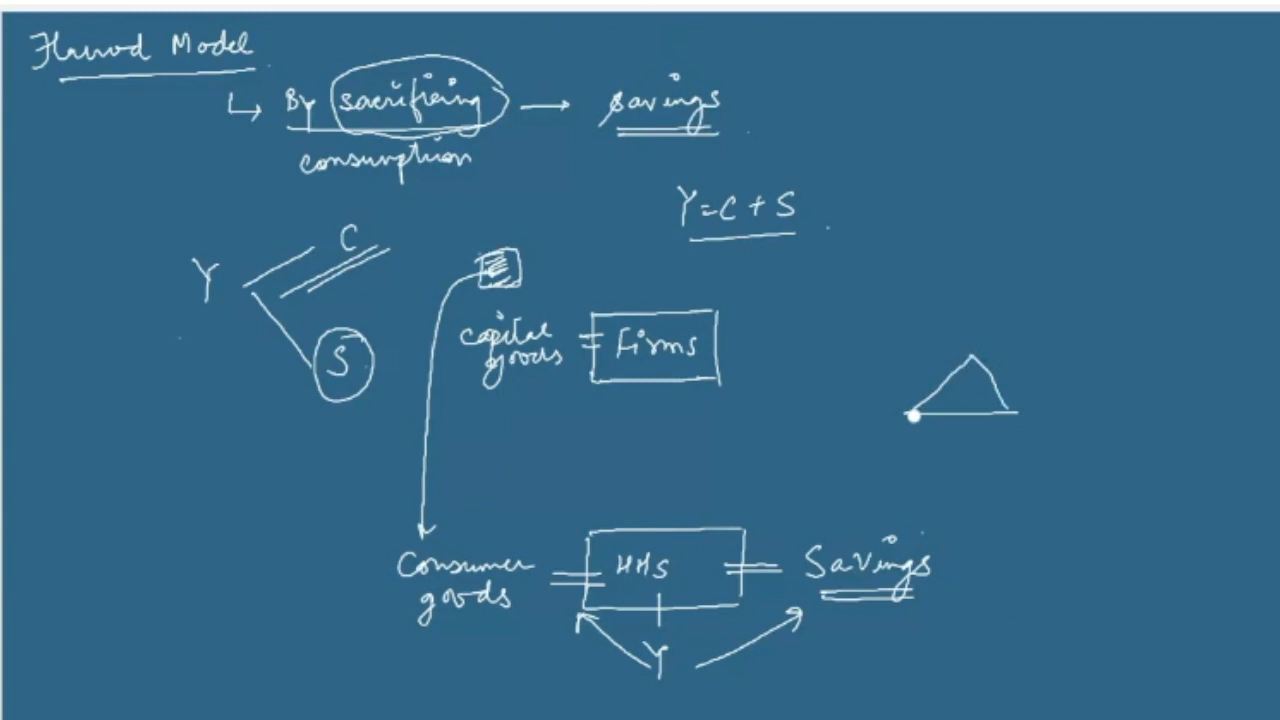 Harrod Model
↳ By sacrificing → savings
consumption
Y = C + S
C
Y
S
capital goods = Firms
Consumer goods = HHS = Savings
Y